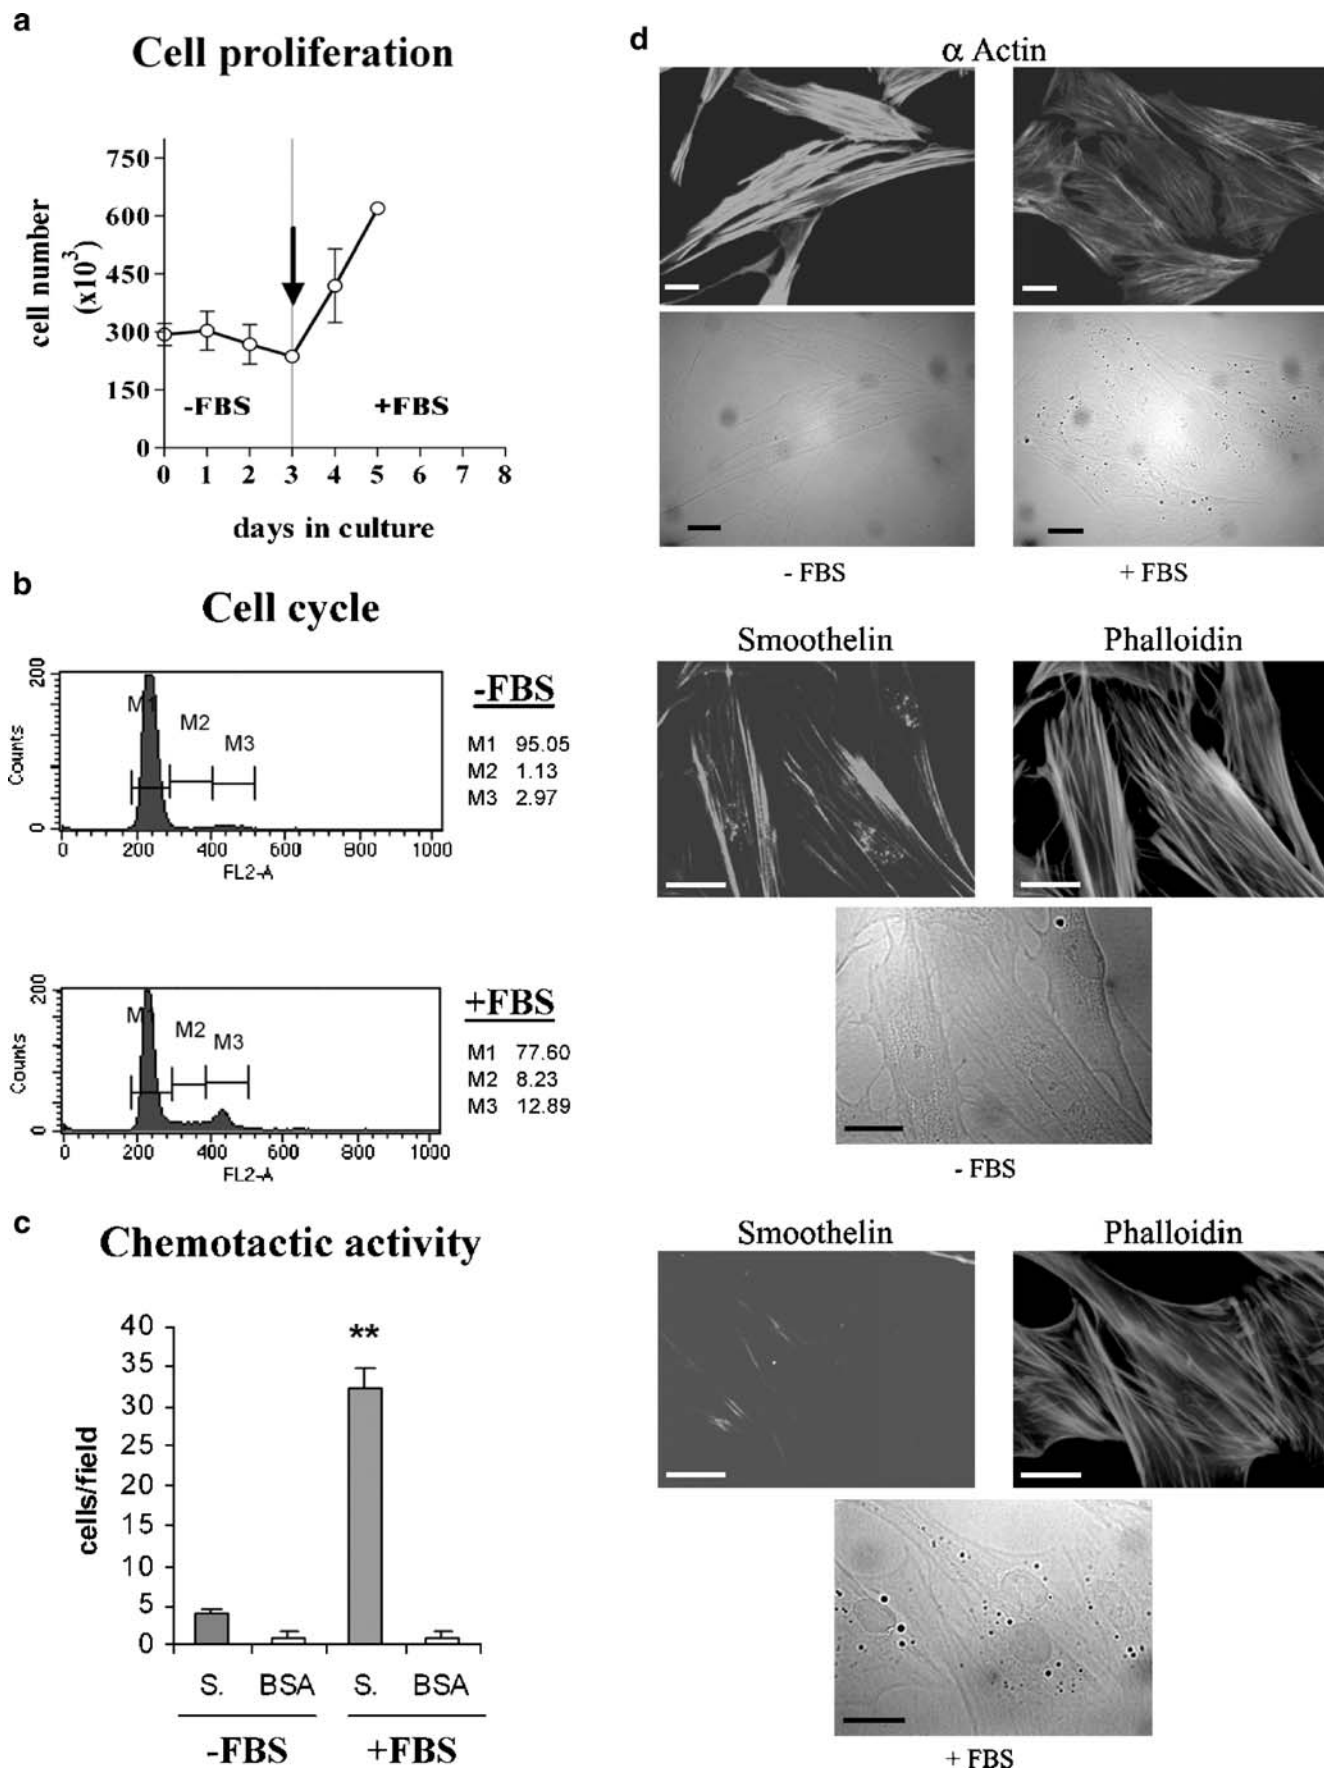 a
Cell proliferation
cell number
(x10³)
750
600
450
300
150
0
-FBS
+FBS
0 1 2 3 4 5 6 7 8
days in culture
b
Cell cycle
200
Counts
0
M1
M2
M3
0 200 400 600 800 1000
FL2-A
-FBS
M1 95.05
M2 1.13
M3 2.97
200
Counts
0
M
M2
M3
0 200 400 600 800 1000
FL2-A
+FBS
M1 77.60
M2 8.23
M3 12.89
c
Chemotactic activity
cells/field
40
35
30
25
20
15
10
5
0
**
S. BSA S. BSA
-FBS +FBS
d
α Actin
- FBS
+ FBS
Smoothelin
Phalloidin
- FBS
Smoothelin
Phalloidin
+ FBS